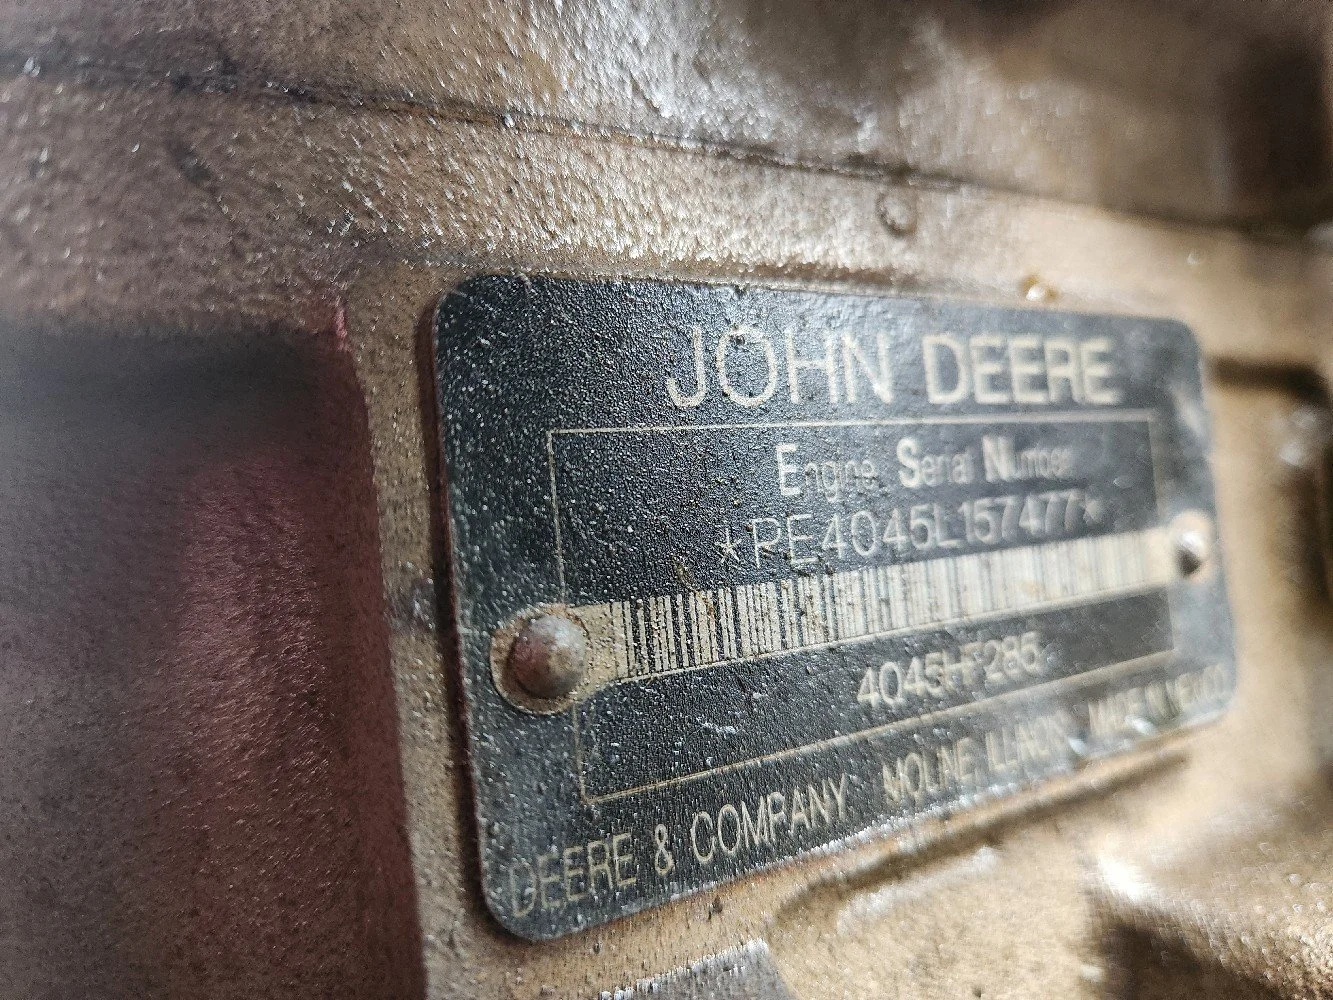 JOHN DEERE
Engine Serial Number
*PE4045L157477*
4045HF285
DEERE & COMPANY MOLINE ILLINOIS MADE IN MEXICO